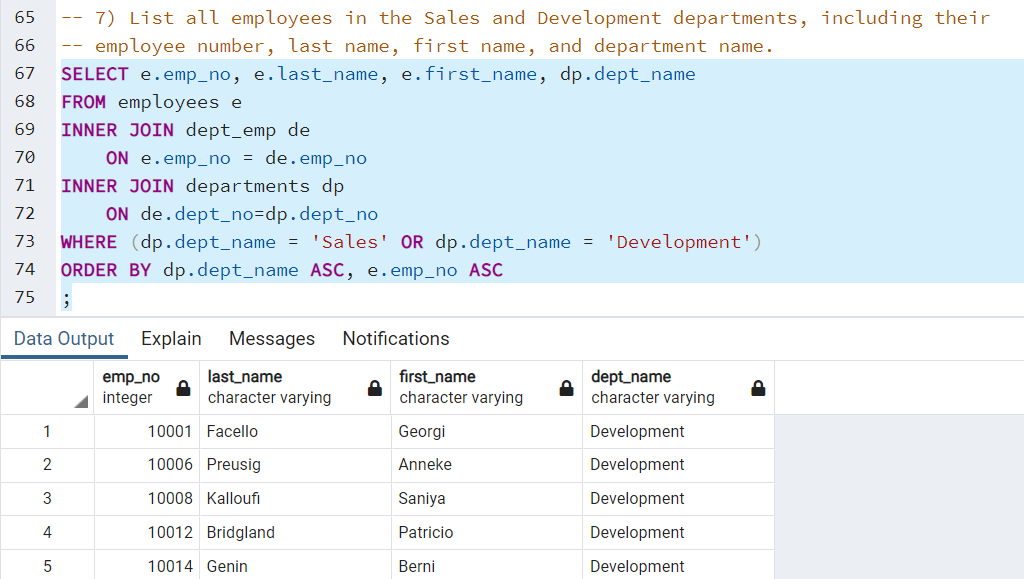 65 -- 7) List all employees in the Sales and Development departments, including their
66 -- employee number, last name, first name, and department name.
67 SELECT e.emp_no, e.last_name, e.first_name, dp.dept_name
68 FROM employees e
69 INNER JOIN dept_emp de
70     ON e.emp_no = de.emp_no
71 INNER JOIN departments dp
72     ON de.dept_no=dp.dept_no
73 WHERE (dp.dept_name = 'Sales' OR dp.dept_name = 'Development')
74 ORDER BY dp.dept_name ASC, e.emp_no ASC
75 ;
Data Output Explain Messages Notifications
emp_no last_name first_name dept_name
integer character varying character varying character varying
1 10001 Facello Georgi Development
2 10006 Preusig Anneke Development
3 10008 Kalloufi Saniya Development
4 10012 Bridgland Patricio Development
5 10014 Genin Berni Development